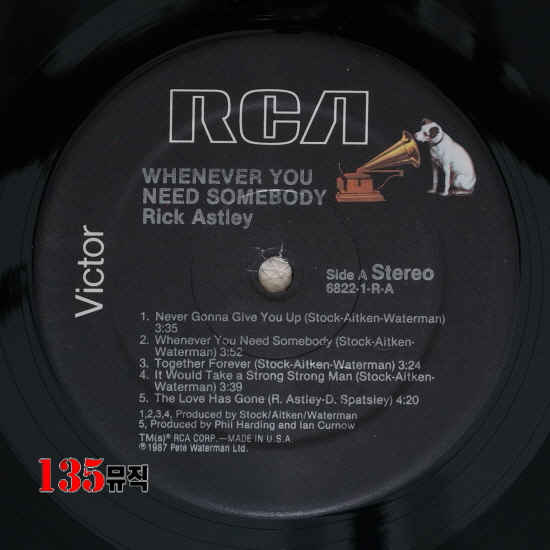 RCA
WHENEVER YOU
NEED SOMEBODY
Rick Astley
Victor
Side A Stereo
6822-1-R-A
1. Never Gonna Give You Up (Stock-Aitken-Waterman)
3:35
2. Whenever You Need Somebody (Stock-Aitken-
Waterman) 3:52
3. Together Forever (Stock-Aitken-Waterman) 3:24
4. It Would Take a Strong Strong Man (Stock-Aitken-
Waterman) 3:39
5. The Love Has Gone (R. Astley-D. Spatsley) 4:20
1,2,3,4, Produced by Stock/Aitken/Waterman
5, Produced by Phil Harding and Ian Curnow
TM(s)® RCA CORP.—MADE IN U.S.A.
℗1987 Pete Waterman Ltd.
135뮤직